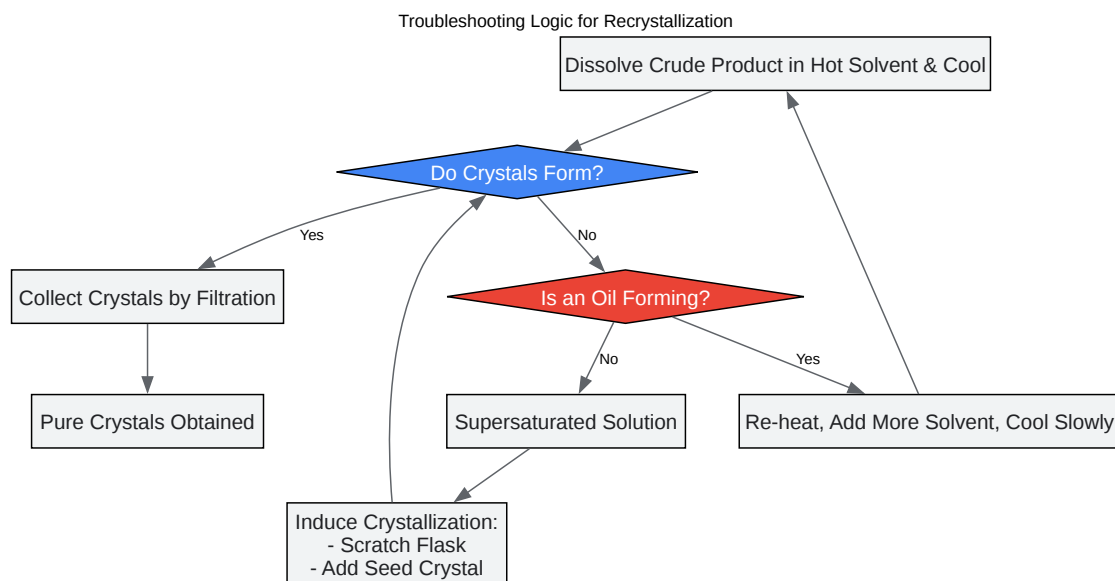 Troubleshooting Logic for Recrystallization
Dissolve Crude Product in Hot Solvent & Cool
Do Crystals Form?
Yes
No
Collect Crystals by Filtration
Is an Oil Forming?
No
Yes
Pure Crystals Obtained
Supersaturated Solution
Re-heat, Add More Solvent, Cool Slowly
Induce Crystallization:
- Scratch Flask
- Add Seed Crystal